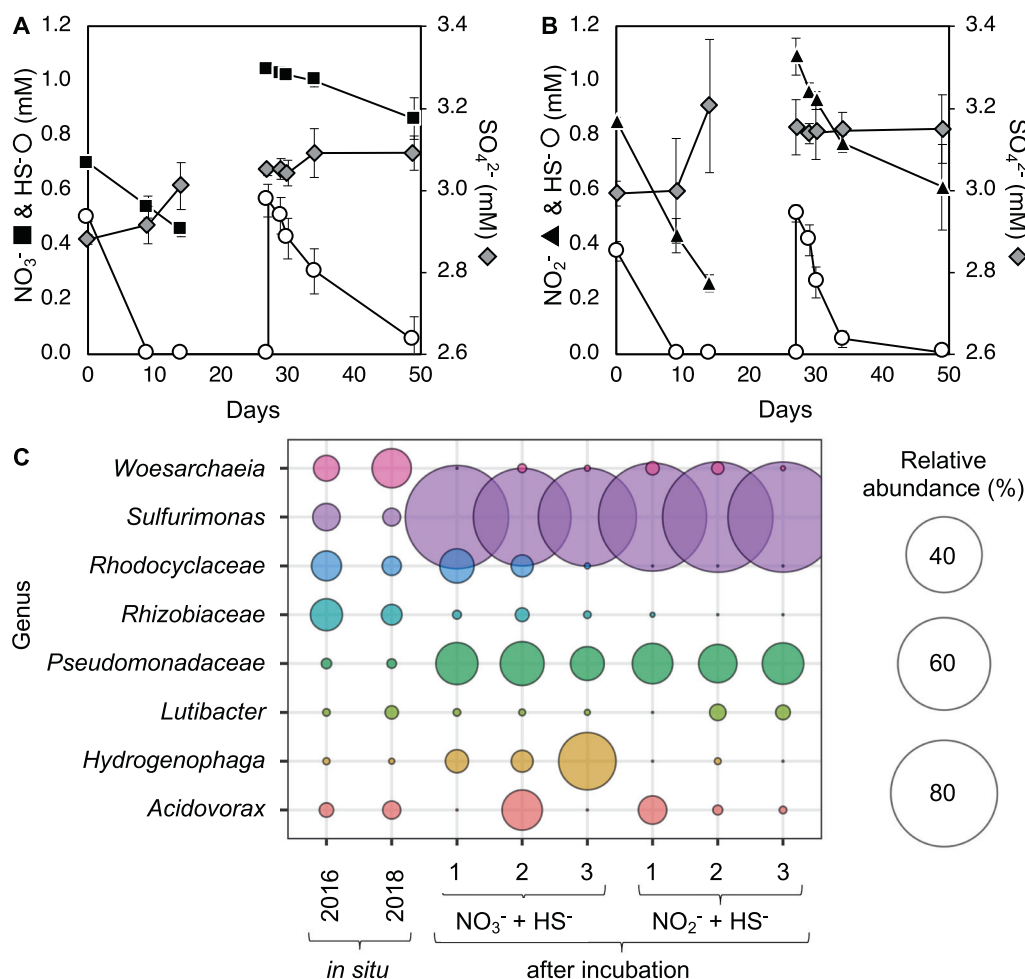 A
NO₃⁻ ■ & HS⁻ O (mM)
1.2
1.0
0.8
0.6
0.4
0.2
0.0
3.4
3.2
3.0
2.8
2.6
SO₄²⁻ (mM)
0 10 30 40 50
Days
B
NO₂⁻ ▲ & HS⁻ O (mM)
1.2
1.0
0.8
0.6
0.4
0.2
0.0
3.4
3.2
3.0
2.8
2.6
SO₄²⁻ (mM)
0 10 20 30 40 50
Days
C
Genus
Woesarchaeia
Sulfurimonas
Rhodocyclaceae
Rhizobiaceae
Pseudomonadaceae
Lutibacter
Hydrogenophaga
Acidovorax
2016 2018 1 2 3 1 2 3
NO₃⁻ + HS⁻ NO₂⁻ + HS⁻
in situ after incubation
Relative
abundance (%)
40
60
80